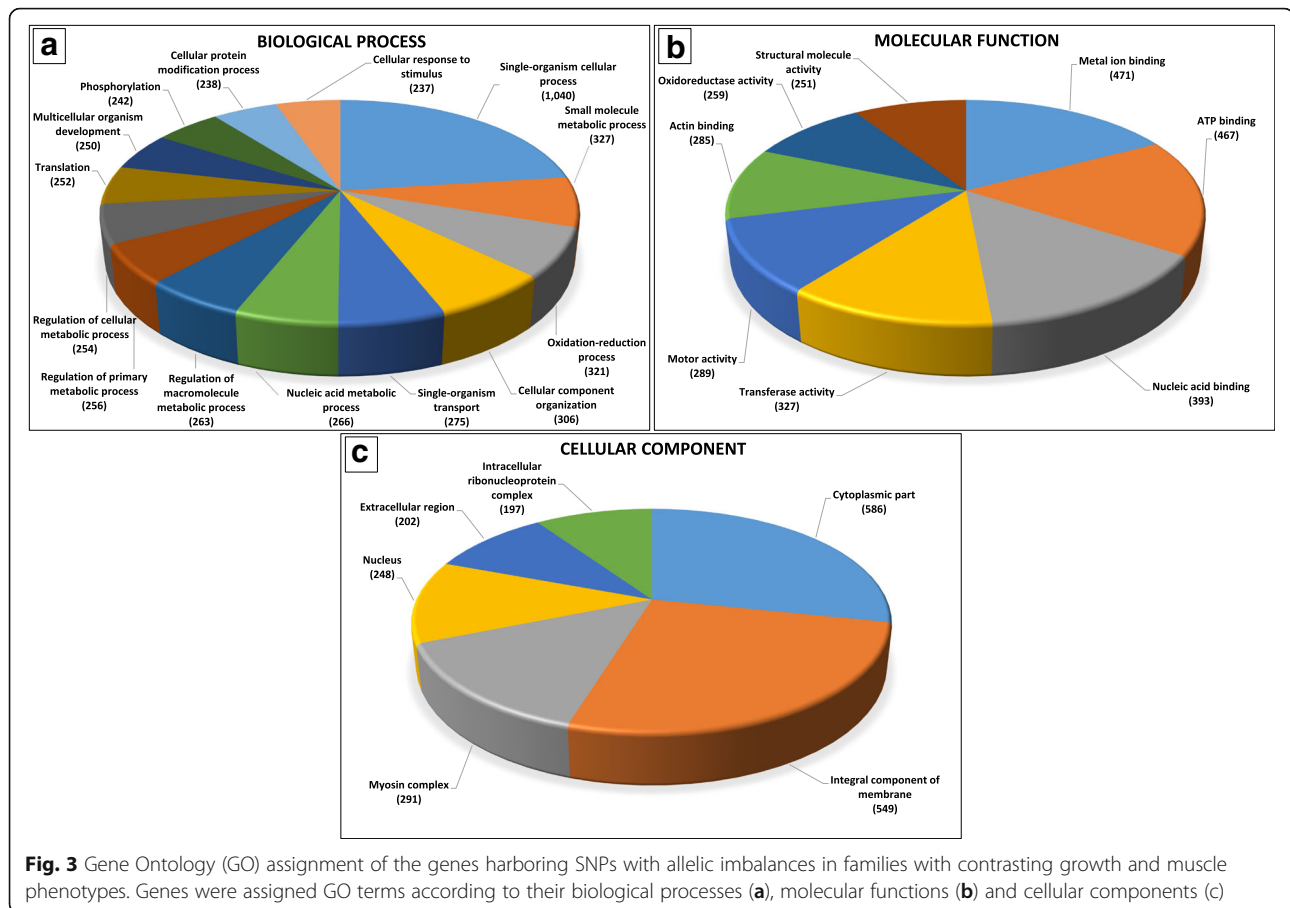 a
BIOLOGICAL PROCESS
Cellular protein
modification process
(238)
Cellular response to
stimulus
(237)
Single-organism cellular
process
(1,040)
Small molecule
metabolic process
(327)
Phosphorylation
(242)
Multicellular organism
development
(250)
Translation
(252)
Regulation of cellular
metabolic process
(254)
Regulation of primary
metabolic process
(256)
Regulation of
macromolecule
metabolic process
(263)
Nucleic acid metabolic
process
(266)
Single-organism
transport
(275)
Cellular component
organization
(306)
Oxidation-reduction
process
(321)
b
MOLECULAR FUNCTION
Structural molecule
activity
(251)
Metal ion binding
(471)
Oxidoreductase activity
(259)
ATP binding
(467)
Actin binding
(285)
Motor activity
(289)
Transferase activity
(327)
Nucleic acid binding
(393)
c
CELLULAR COMPONENT
Intracellular
ribonucleoprotein
complex
(197)
Cytoplasmic part
(586)
Extracellular region
(202)
Nucleus
(248)
Myosin complex
(291)
Integral component of
membrane
(549)
Fig. 3 Gene Ontology (GO) assignment of the genes harboring SNPs with allelic imbalances in families with contrasting growth and muscle
phenotypes. Genes were assigned GO terms according to their biological processes (a), molecular functions (b) and cellular components (c)